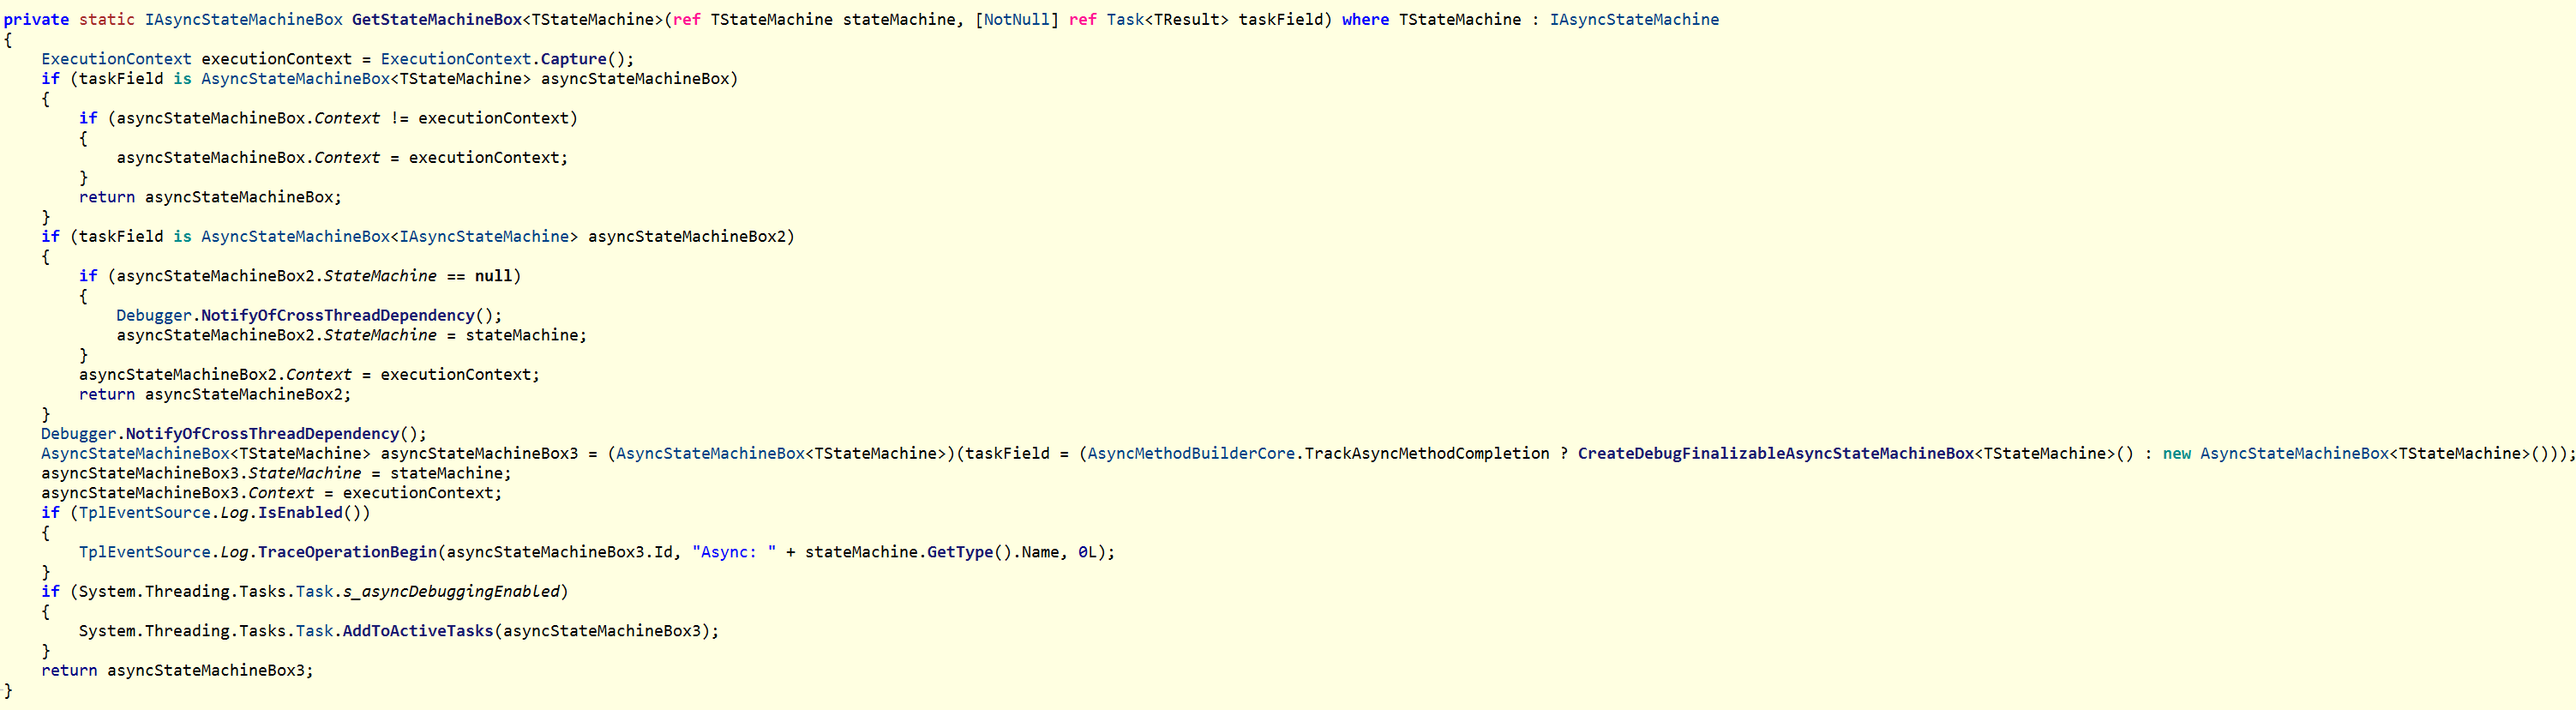 private static IAsyncStateMachineBox GetStateMachineBox<TStateMachine>(ref TStateMachine stateMachine, [NotNull] ref Task<TResult> taskField) where TStateMachine : IAsyncStateMachine
{
    ExecutionContext executionContext = ExecutionContext.Capture();
    if (taskField is AsyncStateMachineBox<TStateMachine> asyncStateMachineBox)
    {
        if (asyncStateMachineBox.Context != executionContext)
        {
            asyncStateMachineBox.Context = executionContext;
        }
        return asyncStateMachineBox;
    }
    if (taskField is AsyncStateMachineBox<IAsyncStateMachine> asyncStateMachineBox2)
    {
        if (asyncStateMachineBox2.StateMachine == null)
        {
            Debugger.NotifyOfCrossThreadDependency();
            asyncStateMachineBox2.StateMachine = stateMachine;
        }
        asyncStateMachineBox2.Context = executionContext;
        return asyncStateMachineBox2;
    }
    Debugger.NotifyOfCrossThreadDependency();
    AsyncStateMachineBox<TStateMachine> asyncStateMachineBox3 = (AsyncStateMachineBox<TStateMachine>)(taskField = (AsyncMethodBuilderCore.TrackAsyncMethodCompletion ? CreateDebugFinalizableAsyncStateMachineBox<TStateMachine>() : new AsyncStateMachineBox<TStateMachine>()));
    asyncStateMachineBox3.StateMachine = stateMachine;
    asyncStateMachineBox3.Context = executionContext;
    if (TplEventSource.Log.IsEnabled())
    {
        TplEventSource.Log.TraceOperationBegin(asyncStateMachineBox3.Id, "Async: " + stateMachine.GetType().Name, 0L);
    }
    if (System.Threading.Tasks.Task.s_asyncDebuggingEnabled)
    {
        System.Threading.Tasks.Task.AddToActiveTasks(asyncStateMachineBox3);
    }
    return asyncStateMachineBox3;
}